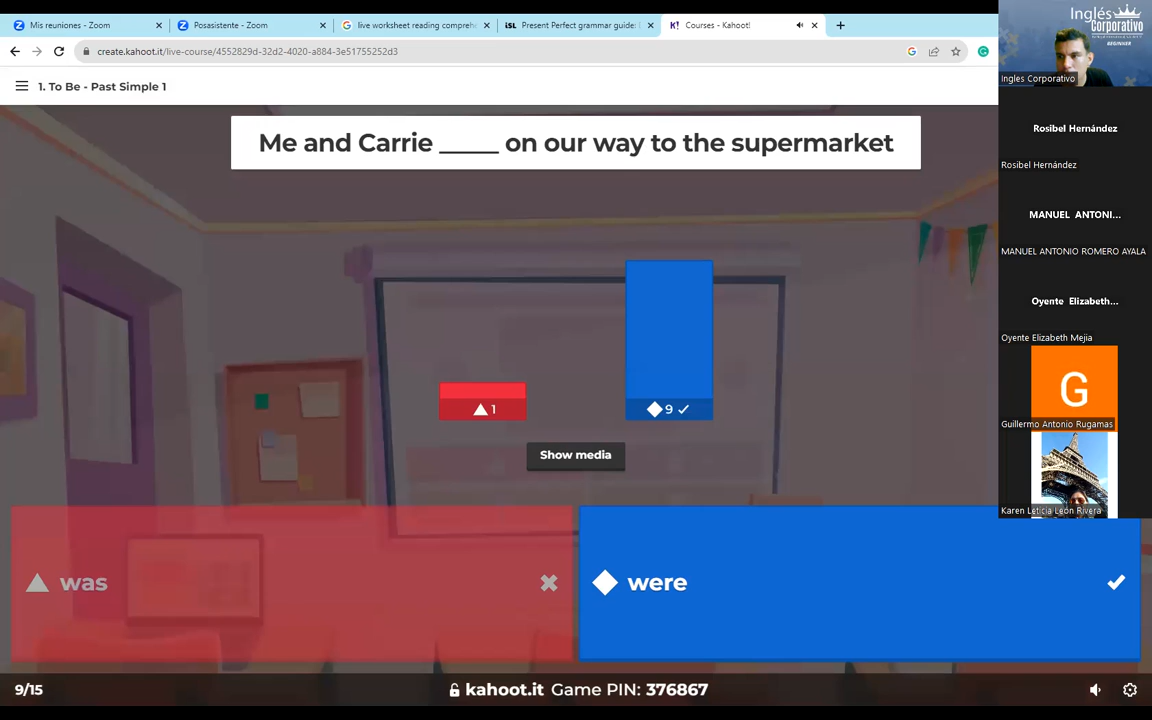 Mis reuniones - Zoom
Posasistente - Zoom
live worksheet reading comprehe
iSL Present Perfect grammar guide:
K! Courses - Kahoot!
create.kahoot.it/live-course/4552829d-32d2-4020-a884-3e51755252d3
1. To Be - Past Simple 1
Me and Carrie _____ on our way to the supermarket
1
9
Show media
was
were
9/15
kahoot.it Game PIN: 376867
Inglés
Corporativo
BEGINNER
Ingles Corporativo
Rosibel Hernández
Rosibel Hernández
MANUEL ANTONI...
MANUEL ANTONIO ROMERO AYALA
Oyente Elizabeth...
Oyente Elizabeth Mejia
G
Guillermo Antonio Rugamas
Karen Leticia León Rivera